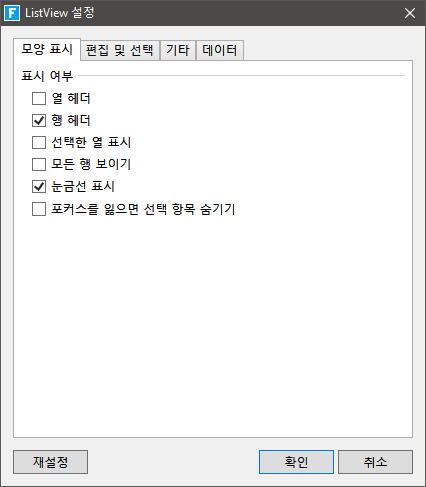 F ListView 설정
모양 표시 편집 및 선택 기타 데이터
표시 여부
열 헤더
행 헤더
선택한 열 표시
모든 행 보이기
눈금선 표시
포커스를 잃으면 선택 항목 숨기기
재설정 확인 취소